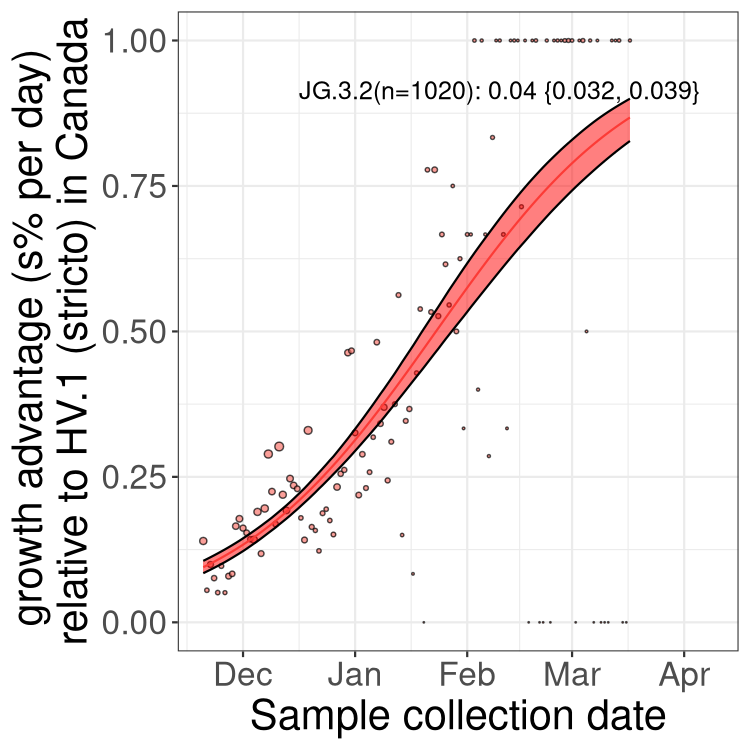 growth advantage (s% per day)
relative to HV.1 (stricto) in Canada
1.00
0.75
0.50
0.25
0.00
JG.3.2(n=1020): 0.04 {0.032, 0.039}
Dec Jan Feb Mar Apr
Sample collection date